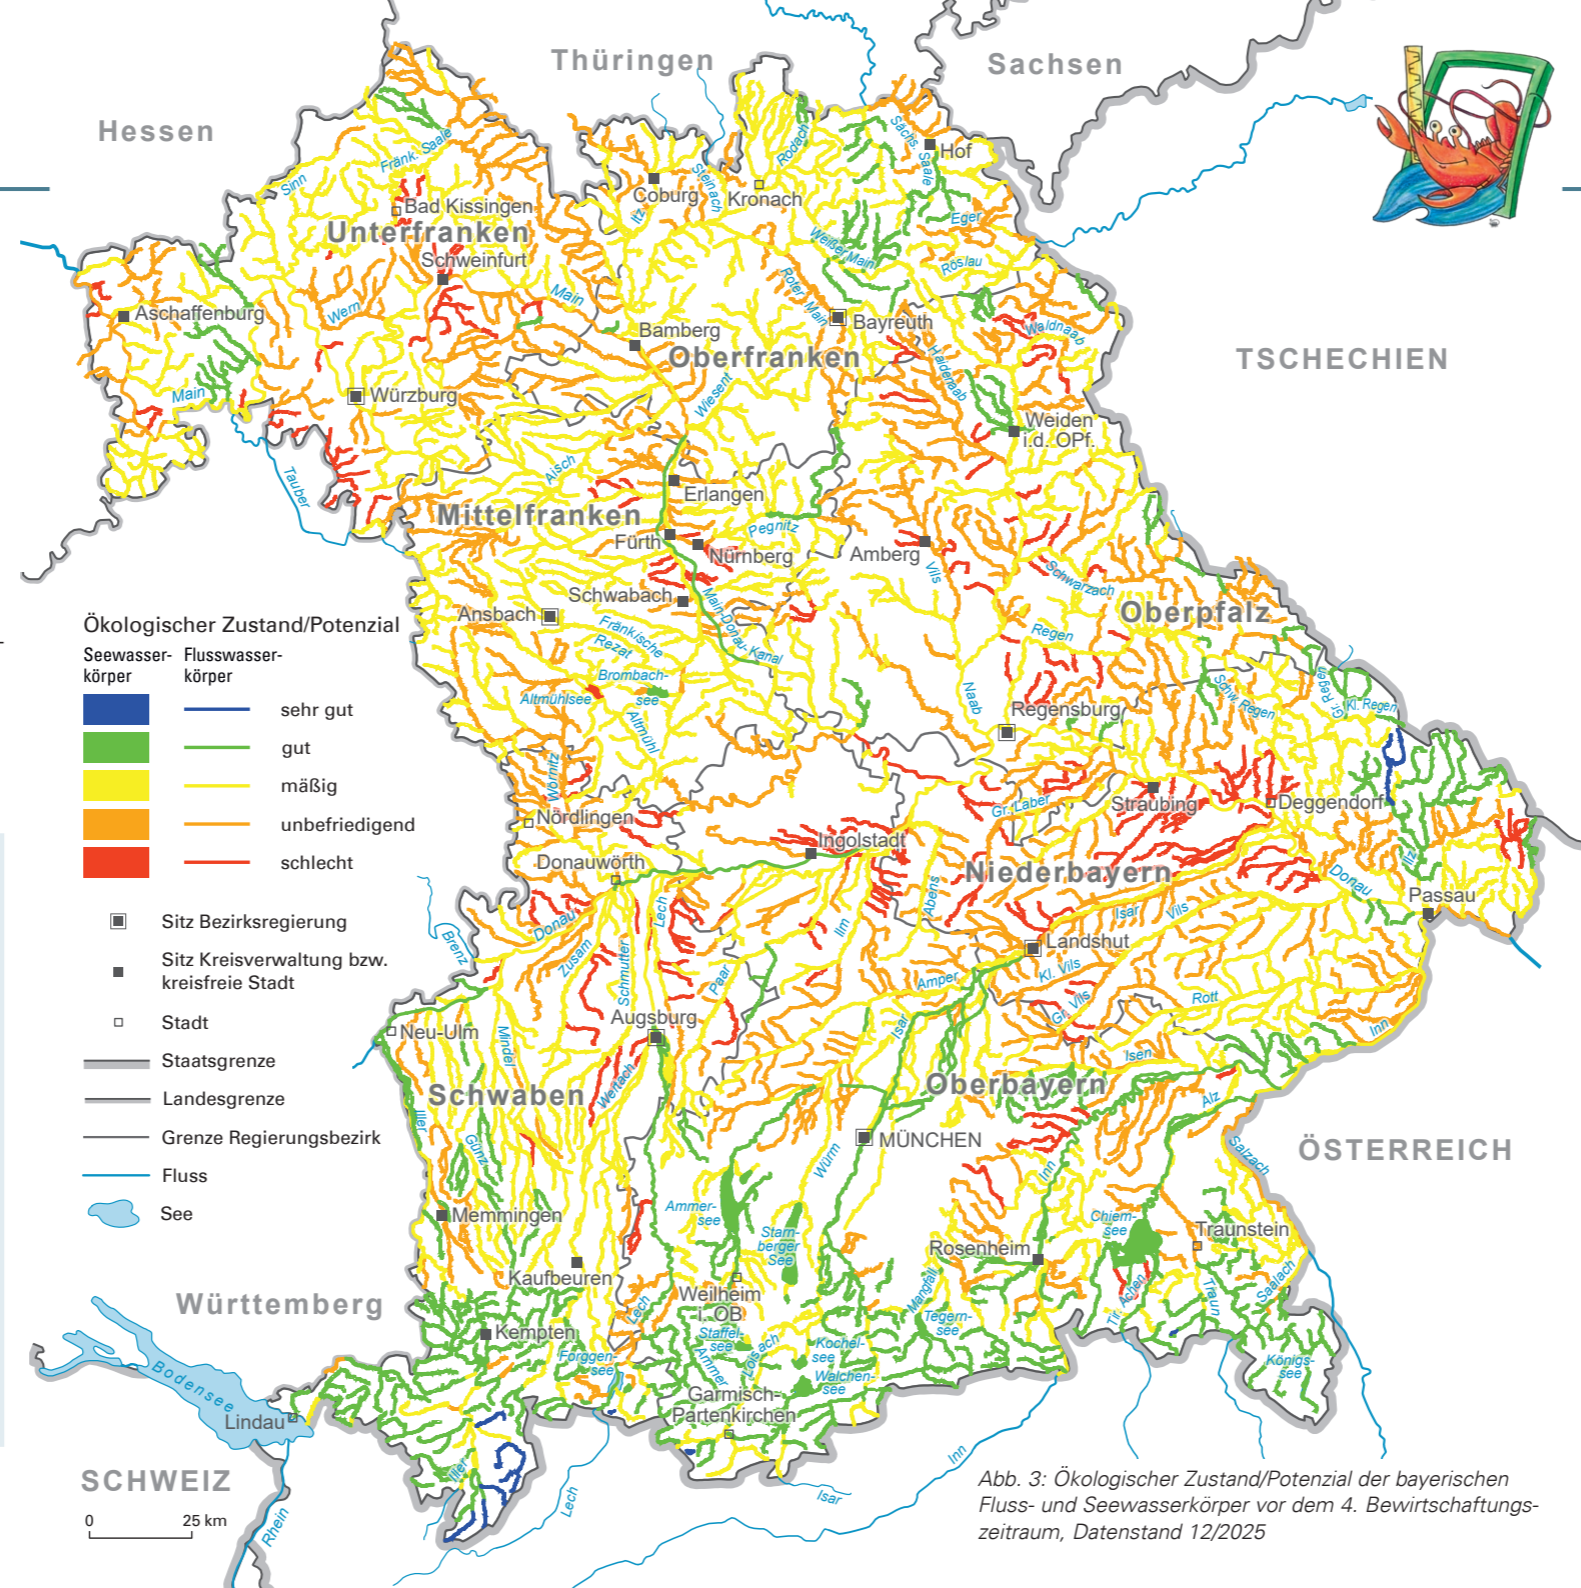 Thüringen
Sachsen
Hessen
Hof
Sächs. Saale
Rodach
Fränk. Saale
Sinn
Coburg
Steinach
Kronach
Itz
Bad Kissingen
Unterfranken
Eger
Weißer Main
Röslau
Schweinfurt
Main
Roter Main
Wern
Aschaffenburg
Bayreuth
Bamberg
Waldnaab
Oberfranken
TSCHECHIEN
Haidenaab
Main
Würzburg
Wiesent
Weiden
i.d. OPf.
Tauber
Aisch
Erlangen
Mittelfranken
Pegnitz
Fürth
Nürnberg
Amberg
Vils
Schwarzach
Schwabach
Main-Donau-Kanal
Ansbach
Oberpfalz
Fränkische
Rezat
Regen
Brombach-
see
Altmühlsee
Altmühl
Naab
Schw. Regen
Gr. Regen
Kl. Regen
Regensburg
Ökologischer Zustand/Potenzial
Seewasser-
körper
Flusswasser-
körper
sehr gut
gut
mäßig
unbefriedigend
schlecht
Sitz Bezirksregierung
Sitz Kreisverwaltung bzw.
kreisfreie Stadt
Stadt
Staatsgrenze
Landesgrenze
Grenze Regierungsbezirk
Fluss
See
Wörnitz
Nördlingen
Gr. Laber
Straubing
Deggendorf
Ingolstadt
Donauwörth
Niederbayern
Ilz
Donau
Passau
Abens
Lech
Donau
Ilm
Isar
Vils
Brenz
Zusam
Schmutter
Landshut
Paar
Amper
Kl. Vils
Gr. Vils
Rott
Inn
Augsburg
Neu-Ulm
Mindel
Isar
Isen
Schwaben
Wertach
Oberbayern
Alz
Iller
Günz
MÜNCHEN
Würm
Inn
Salzach
ÖSTERREICH
Memmingen
Ammer-
see
Starn-
berger
See
Chiem-
see
Traunstein
Rosenheim
Kaufbeuren
Weilheim
i. OB
Mangfall
Tir. Achen
Traun
Saalach
Württemberg
Lech
Tegern-
see
Kempten
Staffel-
see
Ammer
Loisach
Kochel-
see
Forggen-
see
Walchen-
see
Königs-
see
Bodensee
Garmisch-
Partenkirchen
Lindau
SCHWEIZ
Iller
Lech
Isar
Inn
Rhein
0
25 km
Abb. 3: Ökologischer Zustand/Potenzial der bayerischen
Fluss- und Seewasserkörper vor dem 4. Bewirtschaftungs-
zeitraum, Datenstand 12/2025